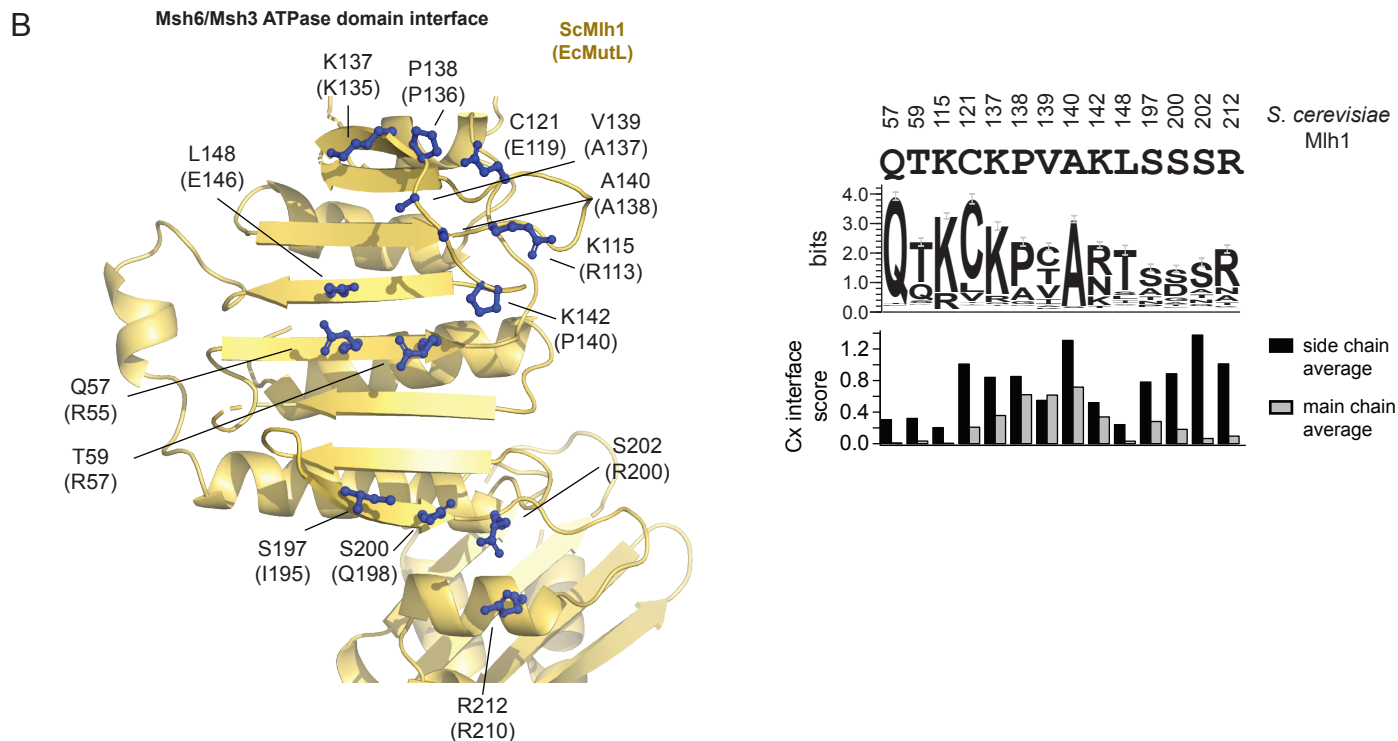 B
Msh6/Msh3 ATPase domain interface
ScMlh1
(EcMutL)
K137
(K135)
P138
(P136)
C121
(E119)
V139
(A137)
L148
(E146)
A140
(A138)
K115
(R113)
K142
(P140)
Q57
(R55)
T59
(R57)
S202
(R200)
S197
(I195)
S200
(Q198)
R212
(R210)
57 59 115 121 137 138 139 140 142 148 197 200 202 212
S. cerevisiae
Mlh1
QTKCKPVAKLSSSR
bits
4.0
3.0
2.0
1.0
0.0
QTKCKPCARTSSSR
Cx interface
score
1.2
0.8
0.4
0.0
side chain
average
main chain
average